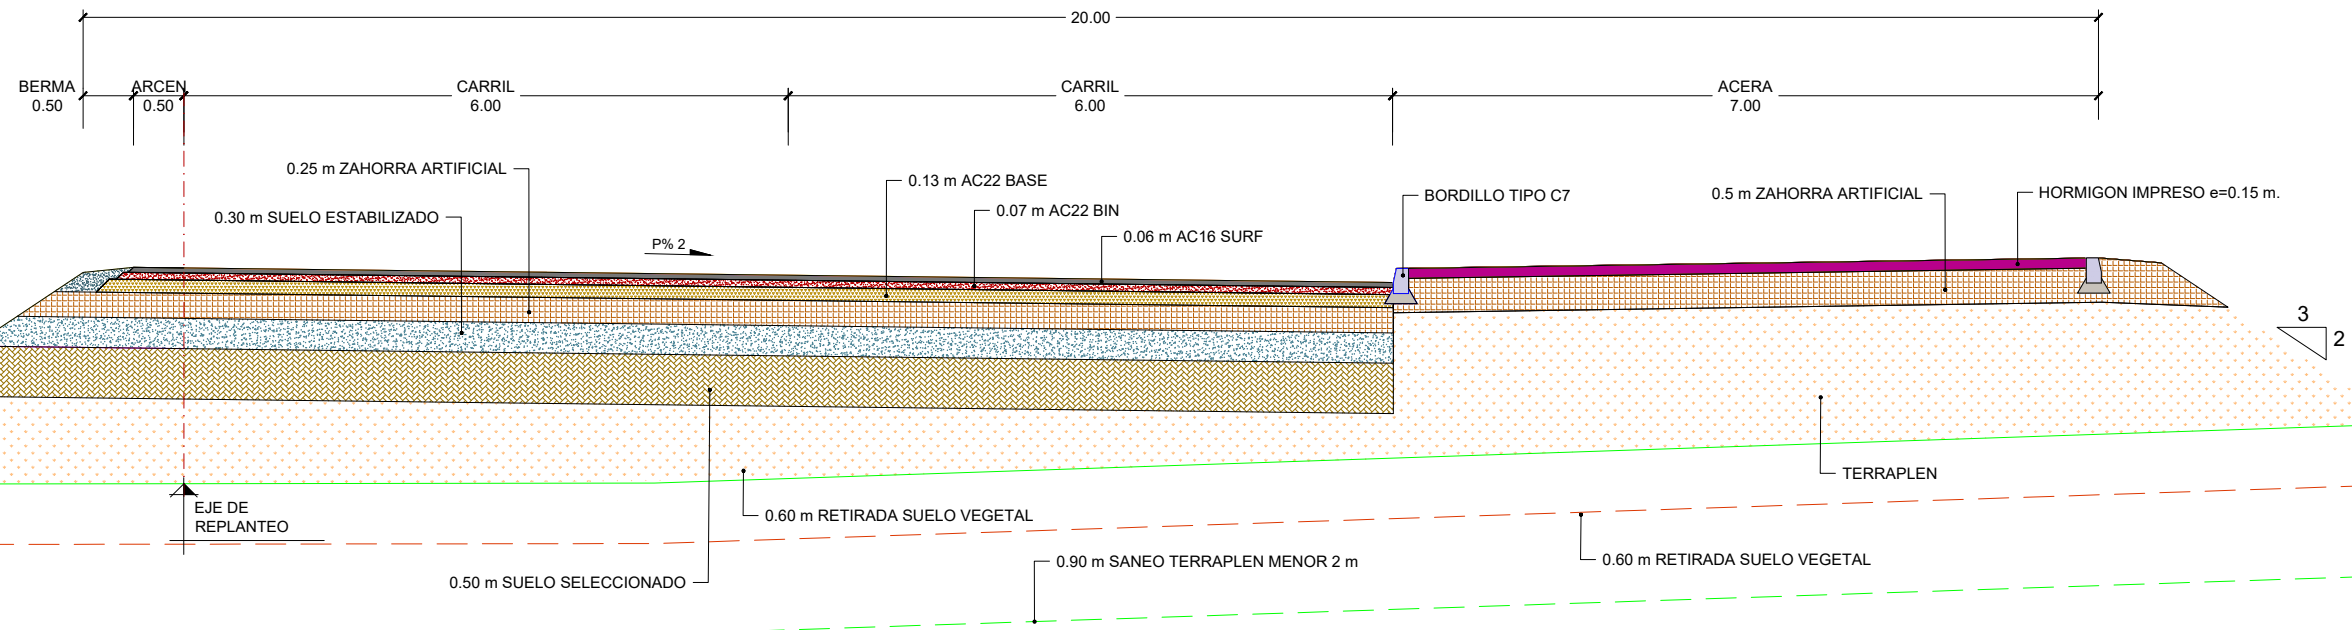 20.00
BERMA
0.50
ARCEN
0.50
CARRIL
6.00
CARRIL
6.00
ACERA
7.00
0.25 m ZAHORRA ARTIFICIAL
0.30 m SUELO ESTABILIZADO
P% 2
0.13 m AC22 BASE
0.07 m AC22 BIN
0.06 m AC16 SURF
BORDILLO TIPO C7
0.5 m ZAHORRA ARTIFICIAL
HORMIGON IMPRESO e=0.15 m.
3
2
TERRAPLEN
EJE DE
REPLANTEO
0.60 m RETIRADA SUELO VEGETAL
0.50 m SUELO SELECCIONADO
0.90 m SANEO TERRAPLEN MENOR 2 m
0.60 m RETIRADA SUELO VEGETAL